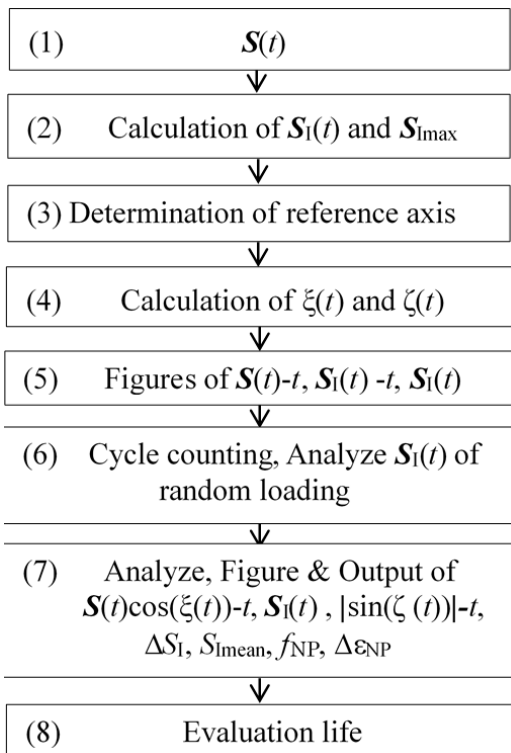 (1) S(t)
(2) Calculation of S_I(t) and S_Imax
(3) Determination of reference axis
(4) Calculation of ξ(t) and ζ(t)
(5) Figures of S(t)-t, S_I(t) -t, S_I(t)
(6) Cycle counting, Analyze S_I(t) of
random loading
(7) Analyze, Figure & Output of
S(t)cos(ξ(t))-t, S_I(t) , |sin(ζ (t))|-t,
ΔS_I, S_Imean, f_NP, Δε_NP
(8) Evaluation life